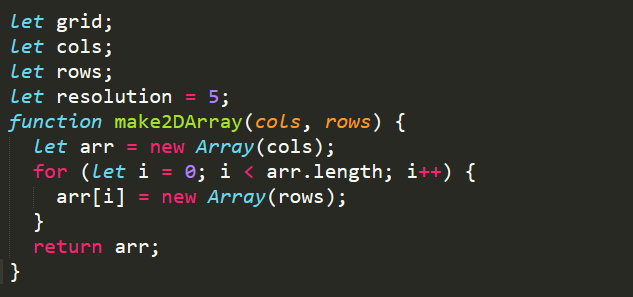 let grid;
let cols;
let rows;
let resolution = 5;
function make2DArray(cols, rows) {
  let arr = new Array(cols);
  for (let i = 0; i < arr.length; i++) {
    arr[i] = new Array(rows);
  }
  return arr;
}